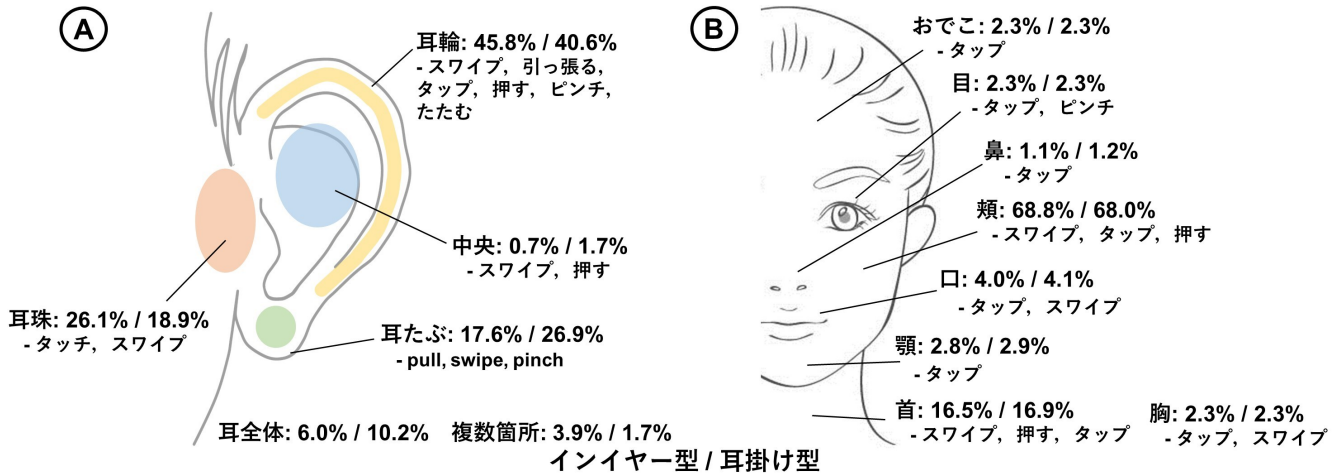 A
耳輪: 45.8% / 40.6%
- スワイプ, 引っ張る,
タップ, 押す, ピンチ,
たたむ
中央: 0.7% / 1.7%
- スワイプ, 押す
耳珠: 26.1% / 18.9%
- タッチ, スワイプ
耳たぶ: 17.6% / 26.9%
- pull, swipe, pinch
耳全体: 6.0% / 10.2%
複数箇所: 3.9% / 1.7%
B
おでこ: 2.3% / 2.3%
- タップ
目: 2.3% / 2.3%
- タップ, ピンチ
鼻: 1.1% / 1.2%
- タップ
頬: 68.8% / 68.0%
- スワイプ, タップ, 押す
口: 4.0% / 4.1%
- タップ, スワイプ
顎: 2.8% / 2.9%
- タップ
首: 16.5% / 16.9%
- スワイプ, 押す, タップ
胸: 2.3% / 2.3%
- タップ, スワイプ
インイヤー型 / 耳掛け型